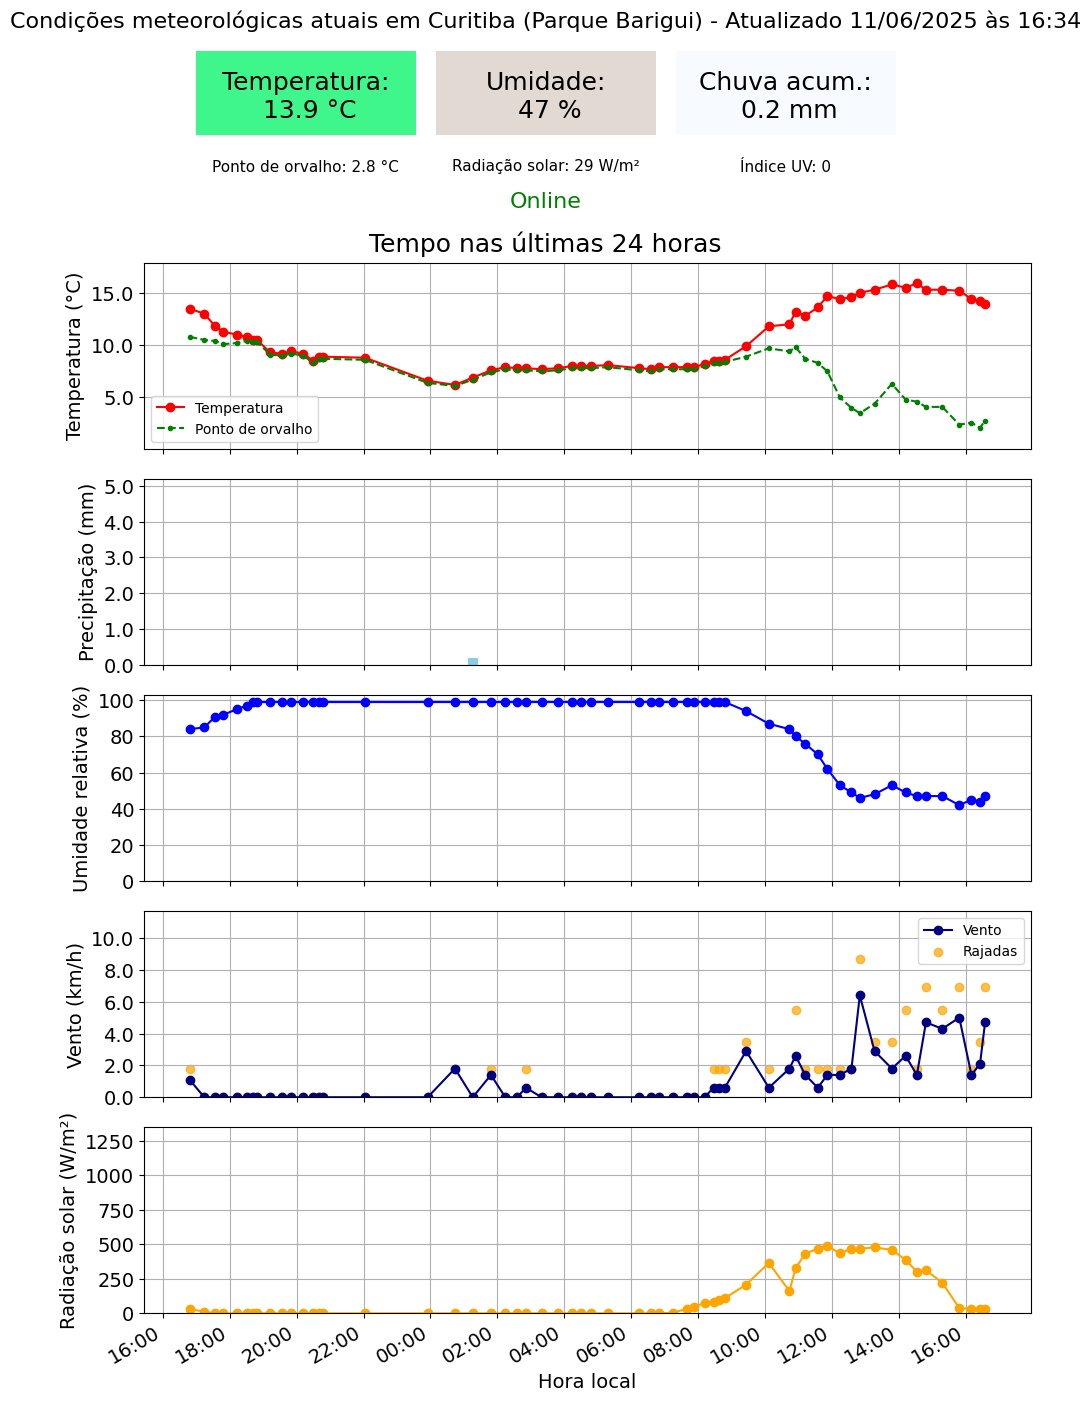 Condições meteorológicas atuais em Curitiba (Parque Barigui) - Atualizado 11/06/2025 às 16:34
Temperatura:
13.9 °C
Umidade:
47 %
Chuva acum.:
0.2 mm
Ponto de orvalho: 2.8 °C
Radiação solar: 29 W/m²
Índice UV: 0
Online
Tempo nas últimas 24 horas
Temperatura (°C)
15.0
10.0
5.0
Temperatura
Ponto de orvalho
Precipitação (mm)
5.0
4.0
3.0
2.0
1.0
0.0
Umidade relativa (%)
100
80
60
40
20
0
Vento (km/h)
10.0
8.0
6.0
4.0
2.0
0.0
Vento
Rajadas
Radiação solar (W/m²)
1250
1000
750
500
250
0
16:00
18:00
20:00
22:00
00:00
02:00
04:00
06:00
08:00
10:00
12:00
14:00
16:00
Hora local